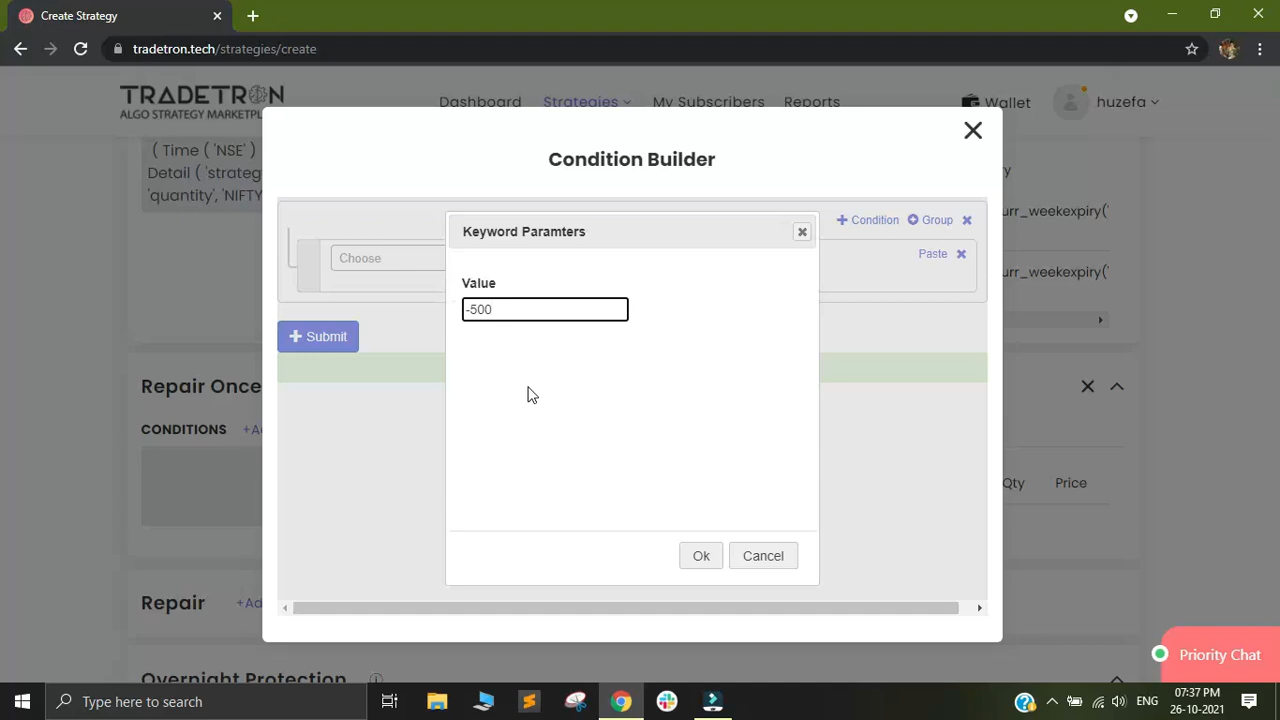 Create Strategy
tradetron.tech/strategies/create
TRADETRON
ALGO STRATEGY MARKETPL
Dashboard Strategies My Subscribers Reports Wallet huzefa
Condition Builder
( Time ( 'NSE' )
Detail ( 'strateg
'quantity', 'NIFTY
urr_weekexpiry('
urr_weekexpiry('
+ Condition Group
Choose
Paste
Keyword Paramters
Value
-500
Ok Cancel
+ Submit
Repair Once
CONDITIONS +Ad
Qty Price
Repair +Ad
Overnight Protection
Priority Chat
Type here to search
ENG
07:37 PM
26-10-2021